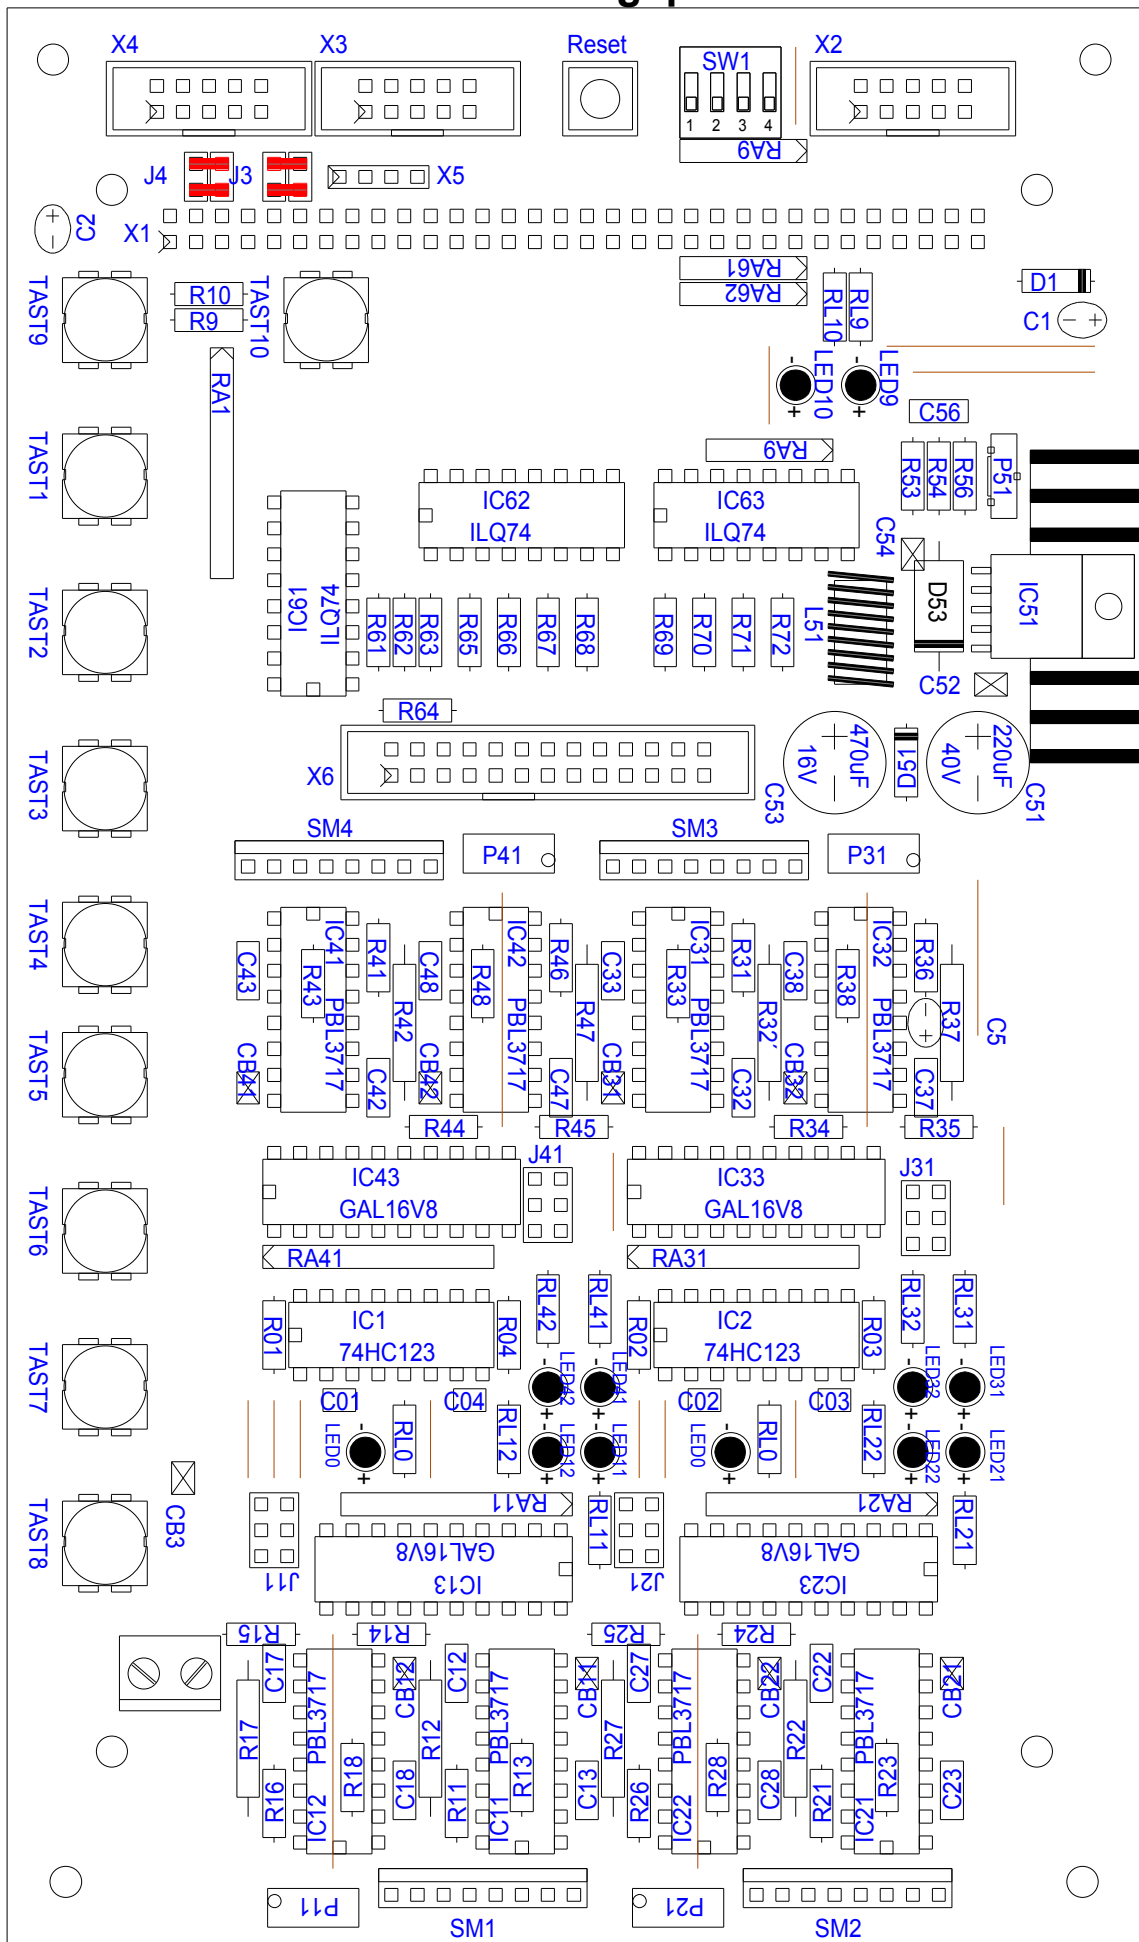 X4
X3
Reset
SW1
X2
1 2 3 4
RA9
J4
J3
X5
C2
X1
RA61
RA62
TAST9
R10
R9
TAST10
RL10
RL9
D1
C1
RA1
- -
LED10
LED9
+ +
C56
RA9
TAST1
R53
R54
R56
P51
IC62
ILQ74
IC63
ILQ74
C54
TAST2
IC61
ILQ74
R61
R62
R63
R65
R66
R67
R68
R69
R70
R71
R72
L51
D53
IC51
C52
R64
TAST3
X6
C53
470uF
16V
D51
220uF
40V
C51
SM4
P41
SM3
P31
TAST4
C43
IC41
R43
PBL3717
R41
R42
C48
R48
IC42
PBL3717
R46
R47
C33
IC31
R33
PBL3717
R31
R32´
C38
R38
IC32
PBL3717
R36
R37
C5
TAST5
CB41
C42
CB42
C47
CB31
C32
CB32
C37
R44
R45
R34
R35
TAST6
IC43
GAL16V8
J41
IC33
GAL16V8
J31
RA41
RA31
RL42
RL41
RL32
RL31
R01
IC1
74HC123
R04
R02
IC2
74HC123
R03
TAST7
LED42
LED41
LED32
LED31
C01
C04
C02
C03
LED0
RL0
RL12
LED12
LED11
LED0
RL0
RL22
LED22
LED21
CB3
TAST8
RA11
RL11
RA21
RL21
J11
GAL16V8
IC13
J21
GAL16V8
IC23
R15
R14
R25
R24
R17
C17
PBL3717
CB12
R12
C12
PBL3717
CB11
R27
C27
PBL3717
CB22
R22
C22
PBL3717
CB21
R16
IC12
R18
C18
R11
IC11
R13
C13
R26
IC22
R28
C28
R21
IC21
R23
C23
P11
SM1
P21
SM2